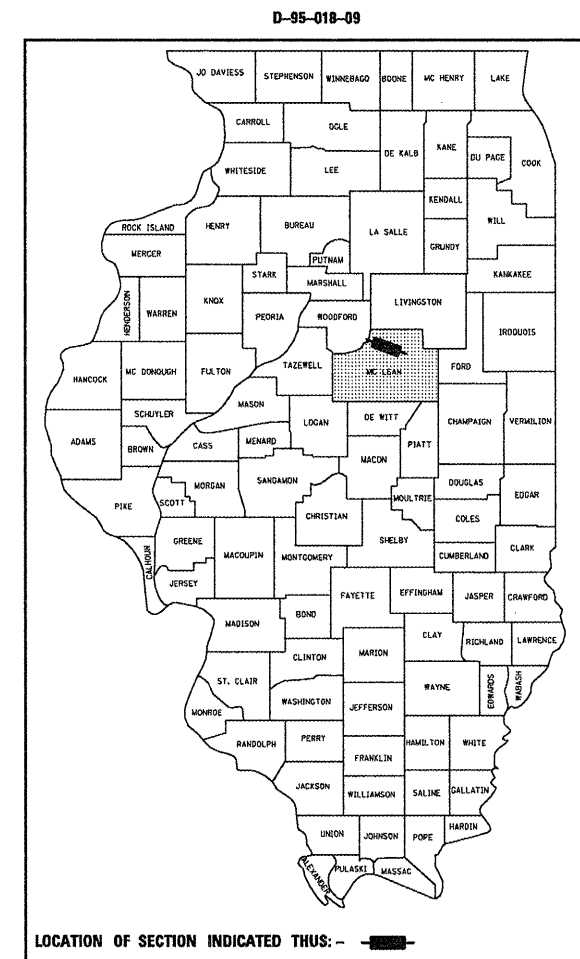 D-95-018-09
JO DAVIESS STEPHENSON WINNEBAGO BOONE MC HENRY LAKE
CARROLL OGLE
DE KALB KANE DU PAGE COOK
WHITESIDE LEE
KENDALL WILL
ROCK ISLAND HENRY BUREAU LA SALLE GRUNDY
MERCER PUTNAM
STARK MARSHALL KANKAKEE
HENDERSON WARREN KNOX PEORIA WOODFORD LIVINGSTON
IROQUOIS
HANCOCK MC DONOUGH FULTON TAZEWELL MC LEAN FORD
MASON
SCHUYLER LOGAN DE WITT CHAMPAIGN VERMILION
ADAMS BROWN CASS MENARD MACON PIATT
MORGAN SANGAMON DOUGLAS
PIKE SCOTT MOULTRIE EDGAR
CHRISTIAN COLES
GREENE MACOUPIN MONTGOMERY SHELBY
CALHOUN CUMBERLAND CLARK
JERSEY
FAYETTE EFFINGHAM JASPER CRAWFORD
MADISON BOND
CLAY RICHLAND LAWRENCE
CLINTON MARION
ST. CLAIR WAYNE EDWARDS WABASH
WASHINGTON JEFFERSON
MONROE
RANDOLPH PERRY HAMILTON WHITE
FRANKLIN
JACKSON WILLIAMSON SALINE GALLATIN
UNION JOHNSON POPE HARDIN
ALEXANDER PULASKI MASSAC
LOCATION OF SECTION INDICATED THUS: -